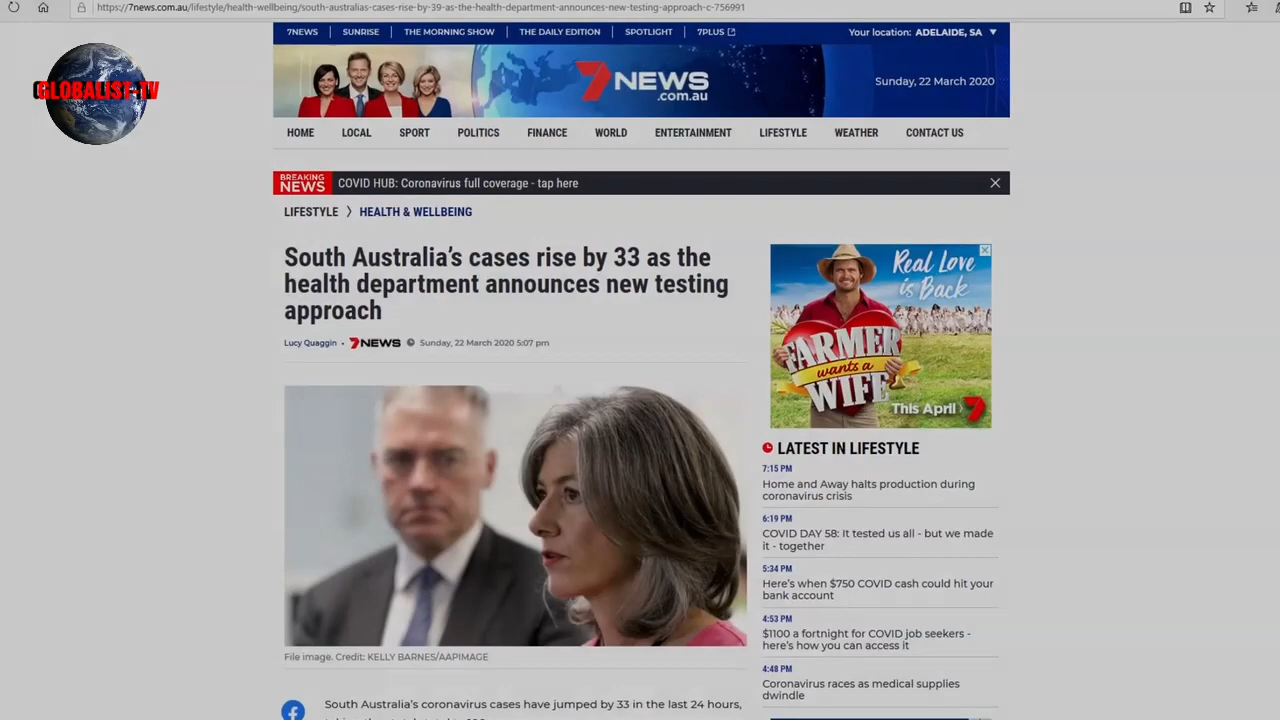 https://7news.com.au/lifestyle/health-wellbeing/south-australias-cases-rise-by-39-as-the-health-department-announces-new-testing-approach-c-756991
GLOBALIST-TV
7NEWS SUNRISE THE MORNING SHOW THE DAILY EDITION SPOTLIGHT 7PLUS Your location: ADELAIDE, SA
7NEWS
.com.au
Sunday, 22 March 2020
HOME LOCAL SPORT POLITICS FINANCE WORLD ENTERTAINMENT LIFESTYLE WEATHER CONTACT US
BREAKING
NEWS
COVID HUB: Coronavirus full coverage - tap here
LIFESTYLE HEALTH & WELLBEING
South Australia's cases rise by 33 as the
health department announces new testing
approach
Lucy Quaggin • 7NEWS Sunday, 22 March 2020 5:07 pm
File image. Credit: KELLY BARNES/AAPIMAGE
South Australia's coronavirus cases have jumped by 33 in the last 24 hours,
Real Love
is Back
FARMER
wants a
WIFE
This April 7
LATEST IN LIFESTYLE
7:15 PM
Home and Away halts production during
coronavirus crisis
6:19 PM
COVID DAY 58: It tested us all - but we made
it - together
5:34 PM
Here's when $750 COVID cash could hit your
bank account
4:53 PM
$1100 a fortnight for COVID job seekers -
here's how you can access it
4:48 PM
Coronavirus races as medical supplies
dwindle